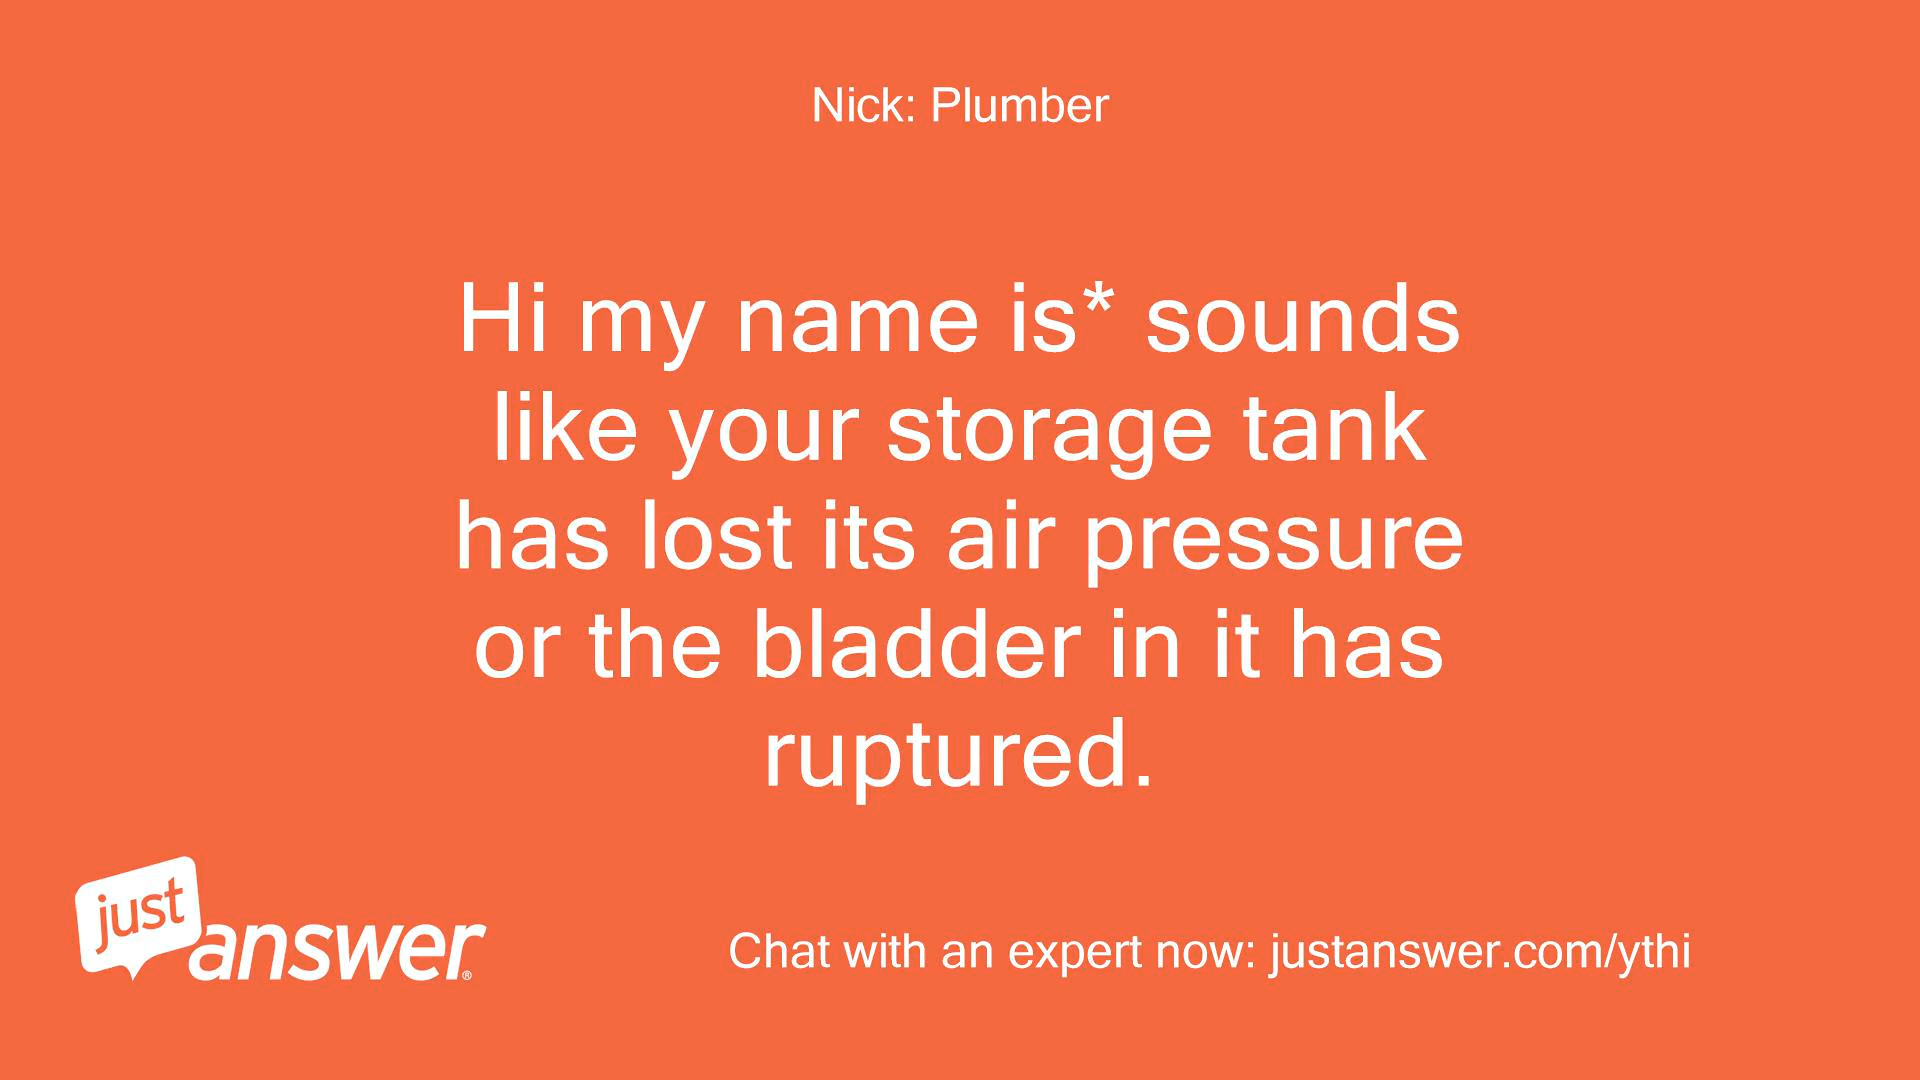 Nick: Plumber
Hi my name is* sounds
like your storage tank
has lost its air pressure
or the bladder in it has
ruptured.
just
answer®
Chat with an expert now: justanswer.com/ythi